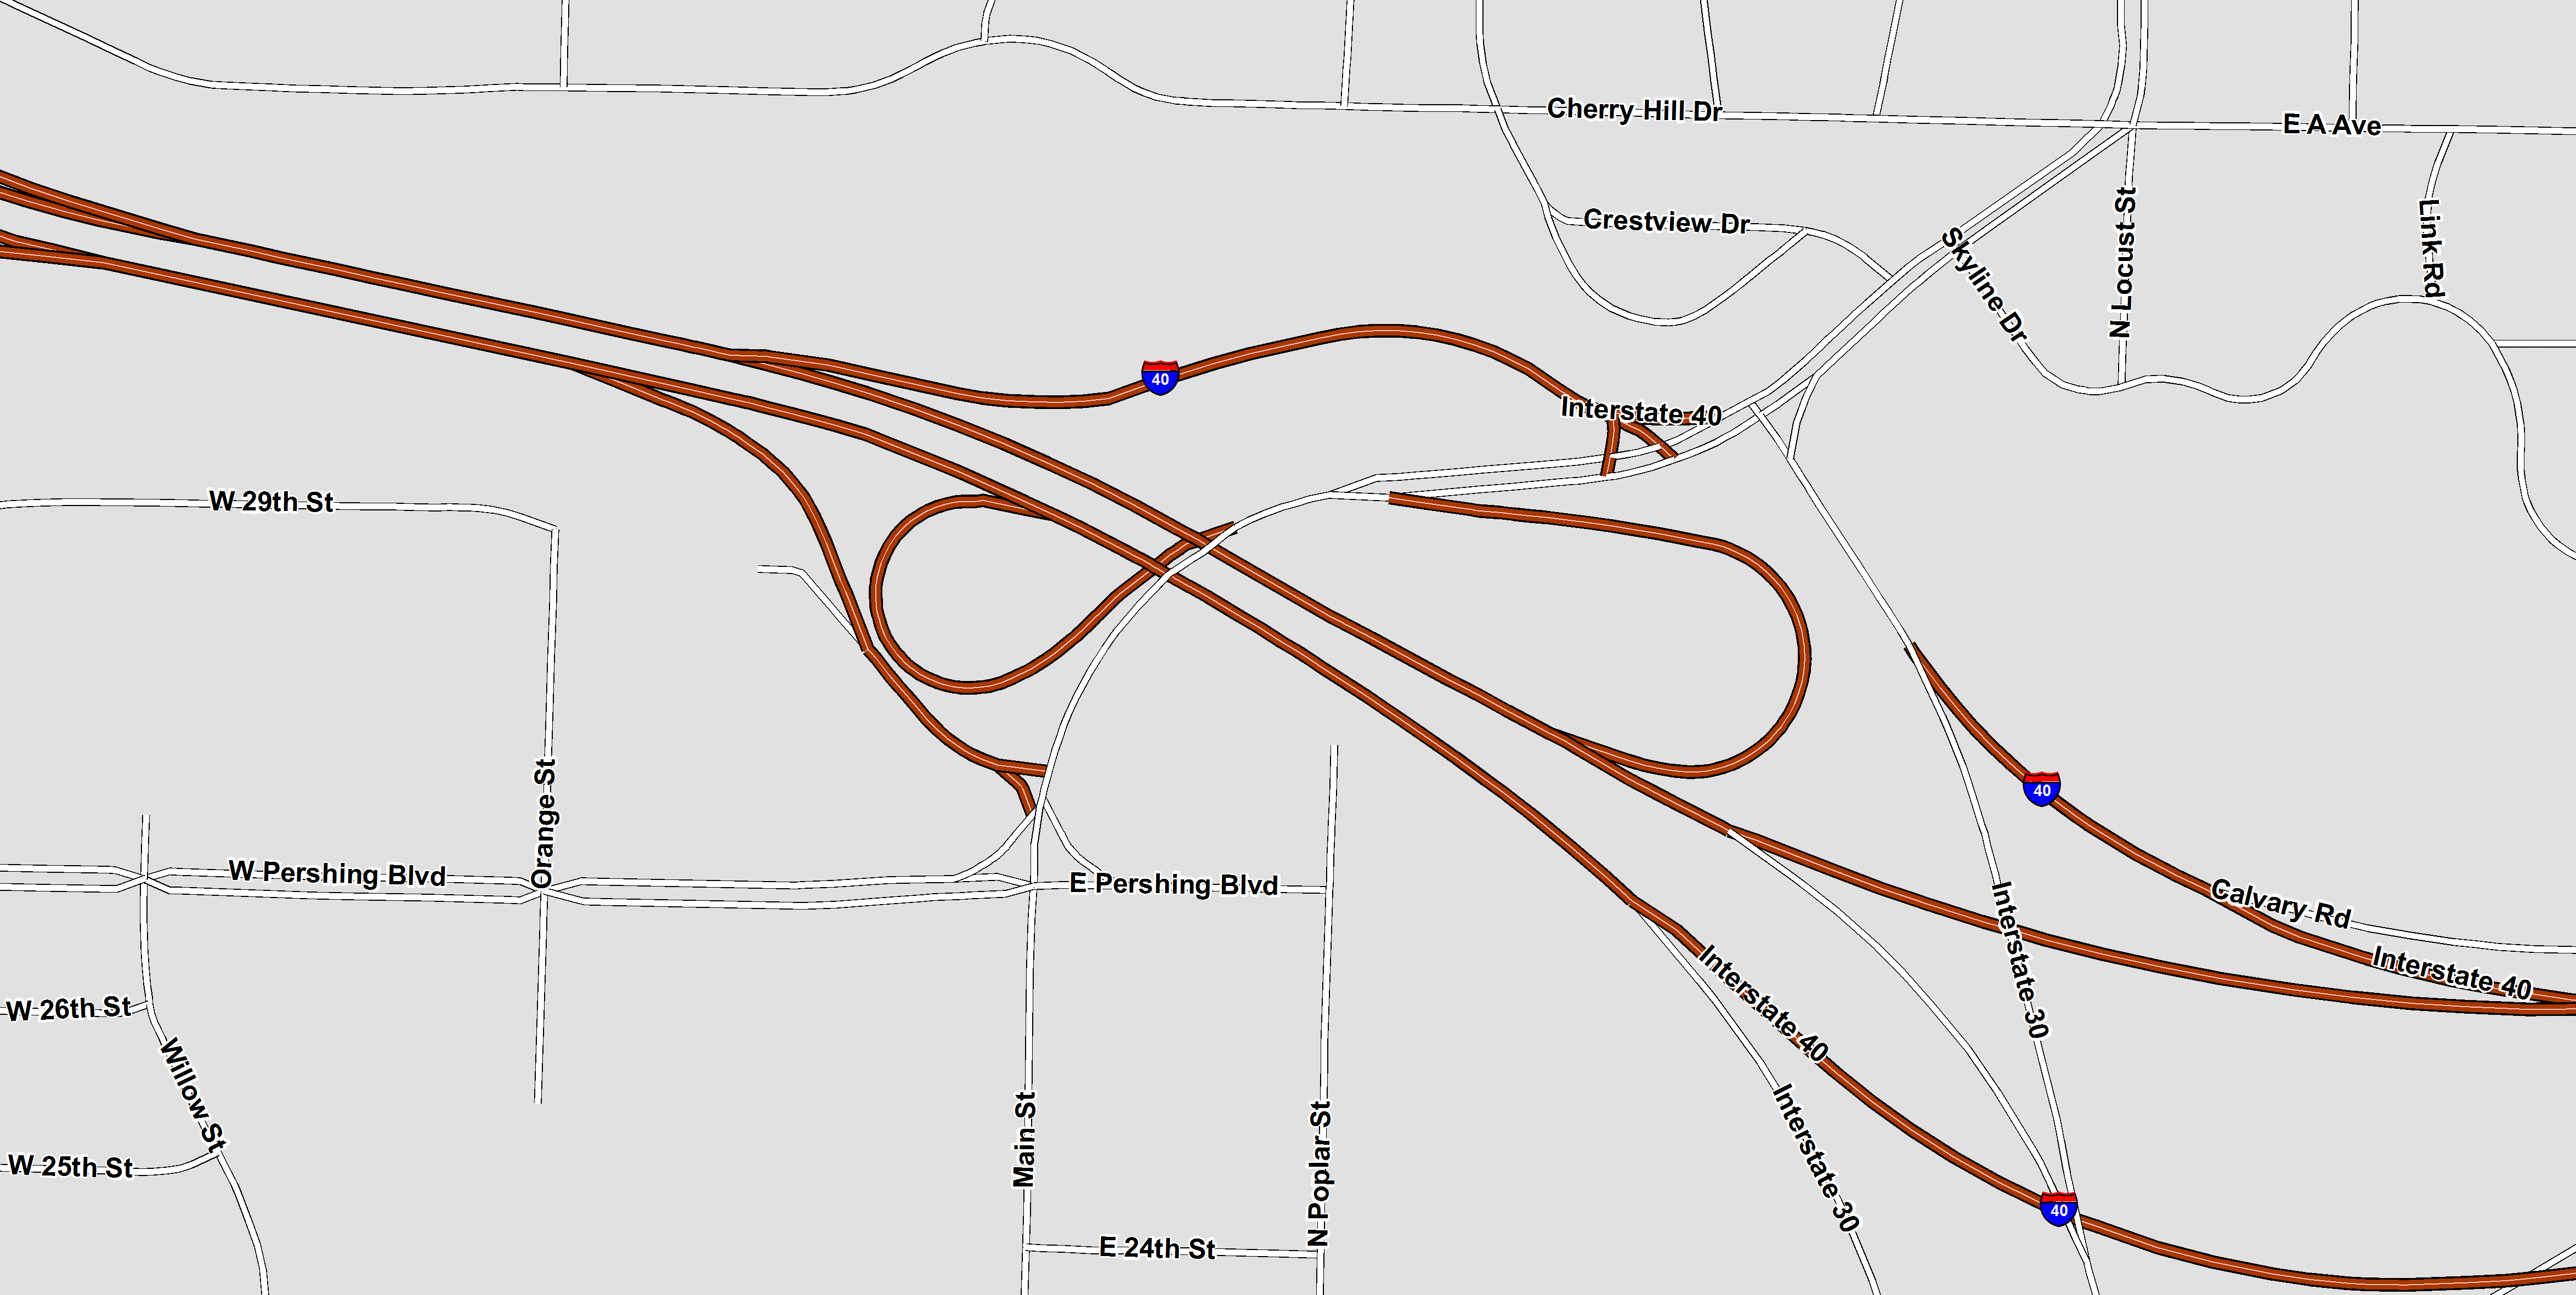 Cherry Hill Dr
E A Ave
Crestview Dr
Skyline Dr
N Locust St
Link Rd
40
Interstate 40
W 29th St
Orange St
40
W Pershing Blvd
E Pershing Blvd
Calvary Rd
Interstate 30
Interstate 40
Interstate 40
W 26th St
Willow St
W 25th St
Main St
N Poplar St
Interstate 30
40
E 24th St